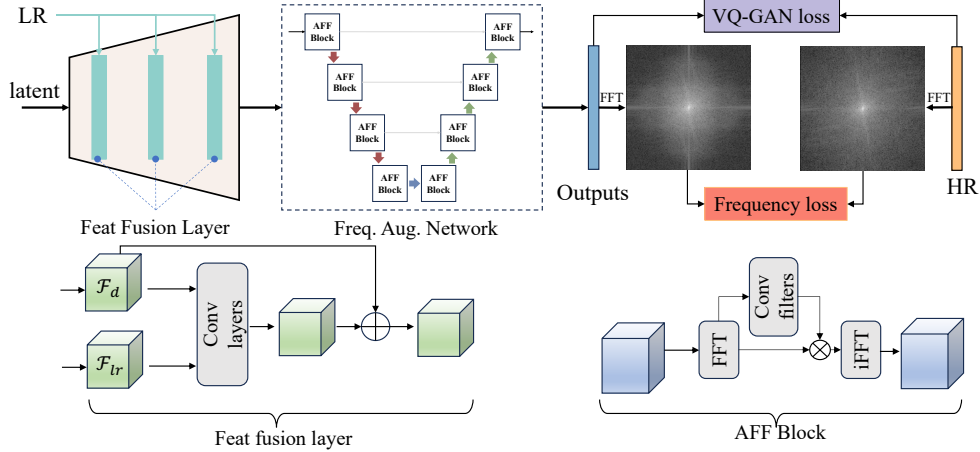 LR
latent
Feat Fusion Layer
AFF
Block
AFF
Block
AFF
Block
AFF
Block
AFF
Block
AFF
Block
AFF
Block
AFF
Block
Freq. Aug. Network
VQ-GAN loss
FFT
FFT
Outputs
HR
Frequency loss
ℱd
ℱlr
Conv
layers
Feat fusion layer
FFT
Conv
filters
iFFT
AFF Block